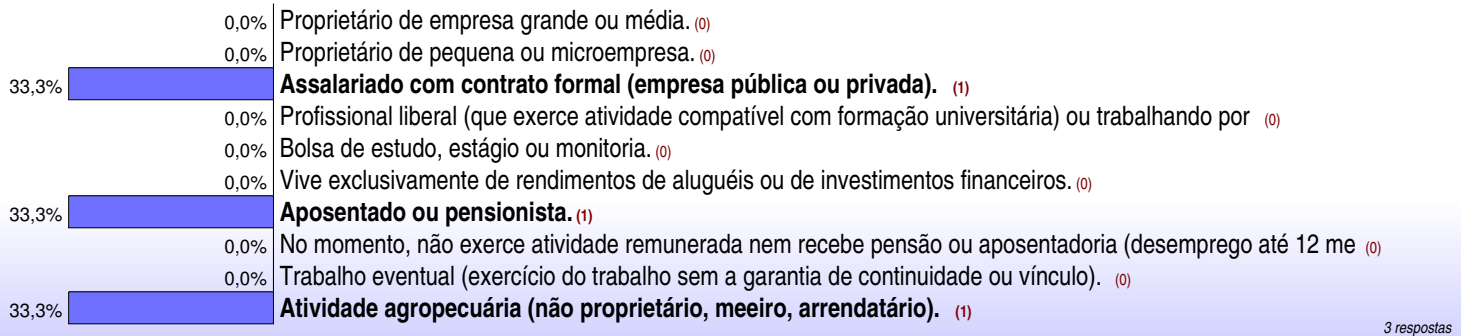 0,0% Proprietário de empresa grande ou média. (0)
0,0% Proprietário de pequena ou microempresa. (0)
33,3% Assalariado com contrato formal (empresa pública ou privada). (1)
0,0% Profissional liberal (que exerce atividade compatível com formação universitária) ou trabalhando por (0)
0,0% Bolsa de estudo, estágio ou monitoria. (0)
0,0% Vive exclusivamente de rendimentos de aluguéis ou de investimentos financeiros. (0)
33,3% Aposentado ou pensionista. (1)
0,0% No momento, não exerce atividade remunerada nem recebe pensão ou aposentadoria (desemprego até 12 me (0)
0,0% Trabalho eventual (exercício do trabalho sem a garantia de continuidade ou vínculo). (0)
33,3% Atividade agropecuária (não proprietário, meeiro, arrendatário). (1)
3 respostas